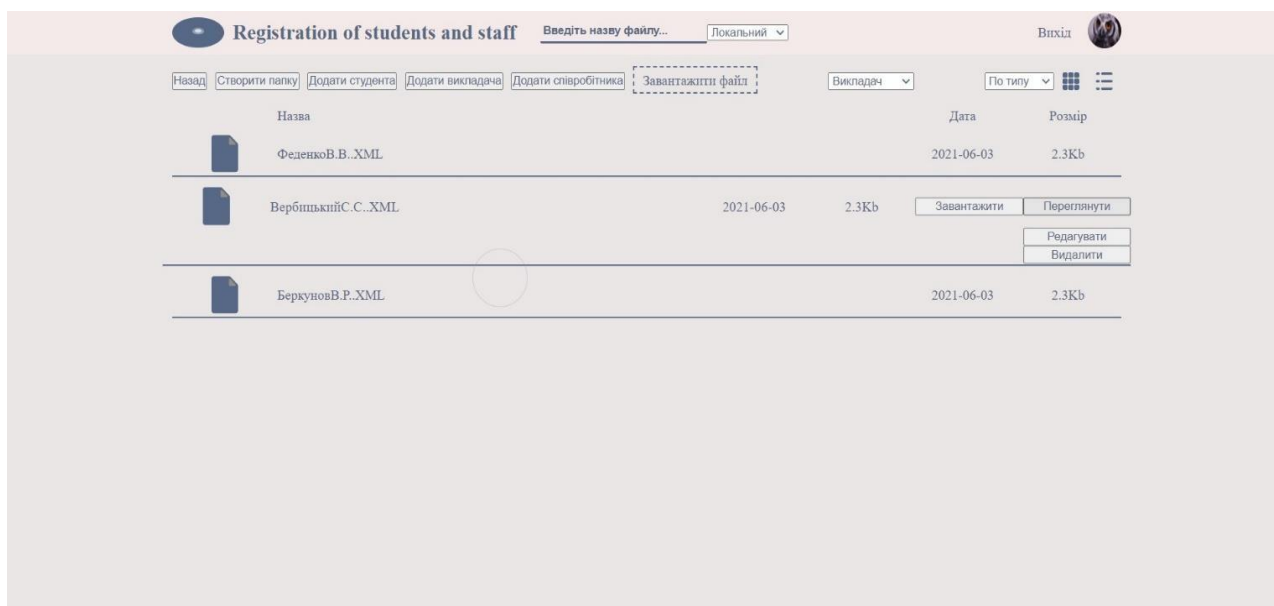 Registration of students and staff Введіть назву файлу... Локальний Вихід
Назад Створити папку Додати студента Додати викладача Додати співробітника Завантажити файл Викладач По типу
Назва Дата Розмір
ФеденкоВ.В..XML 2021-06-03 2.3Kb
ВербицькийС.С..XML 2021-06-03 2.3Kb Завантажити Переглянути
Редагувати
Видалити
БеркуновВ.Р..XML 2021-06-03 2.3Kb